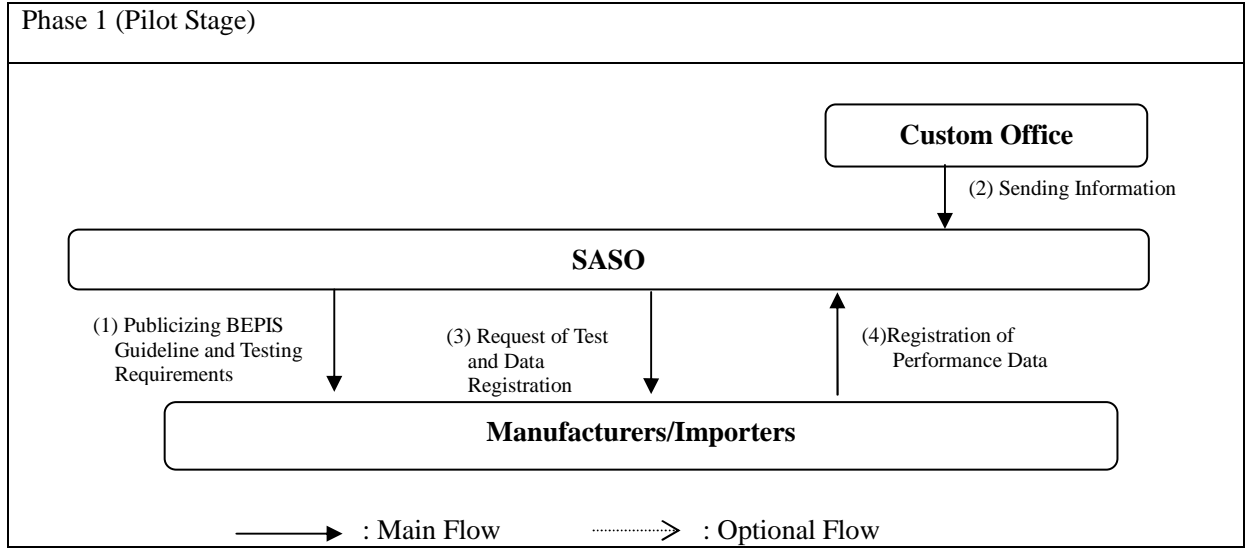 Phase 1 (Pilot Stage)
Custom Office
(2) Sending Information
SASO
(1) Publicizing BEPIS
Guideline and Testing
Requirements
(3) Request of Test
and Data
Registration
(4)Registration of
Performance Data
Manufacturers/Importers
: Main Flow
: Optional Flow